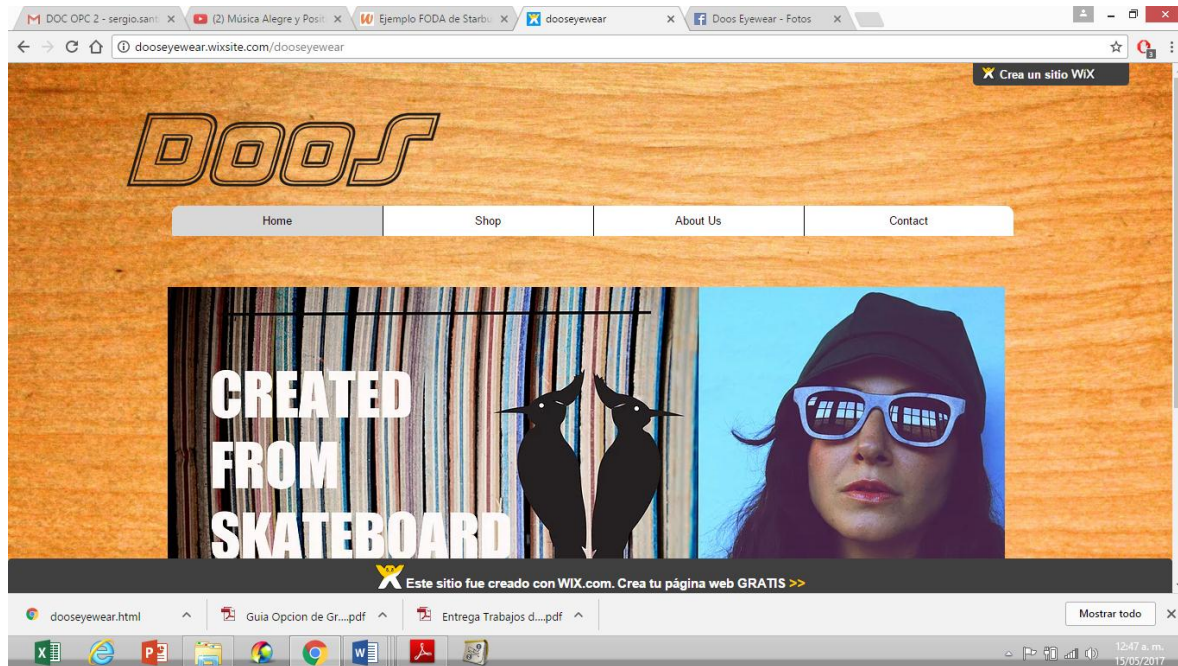 DOC OPC 2 - sergio.sant
(2) Música Alegre y Posit
Ejemplo FODA de Starbu
dooseyewear
Doos Eyewear - Fotos
dooseyewear.wixsite.com/dooseyewear
3
Crea un sitio WiX
DooS
Home
Shop
About Us
Contact
CREATED
FROM
SKATEBOARD
Este sitio fue creado con WIX.com. Crea tu página web GRATIS >>
dooseyewear.html
Guia Opcion de Gr....pdf
Entrega Trabajos d....pdf
Mostrar todo
12:47 a. m.
15/05/2017